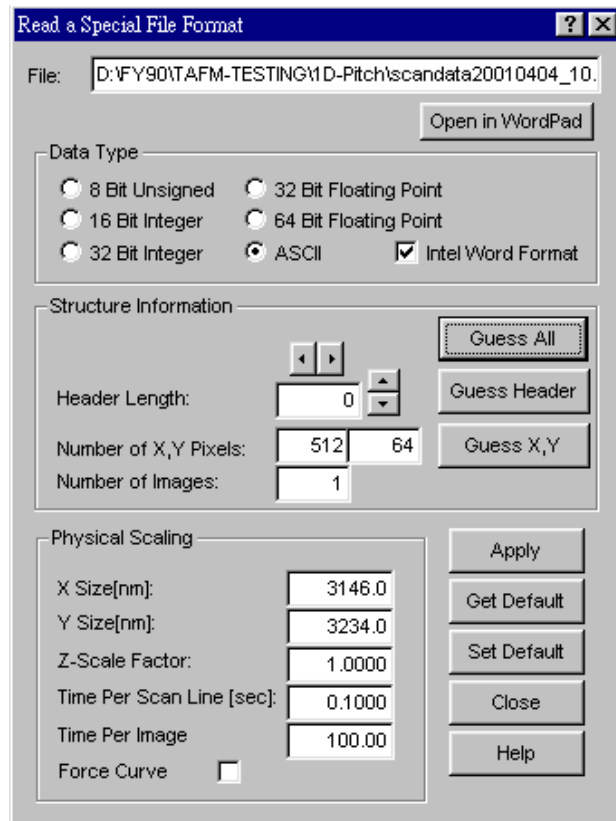 Read a Special File Format
File: D:\FY90\TAFM-TESTING\1D-Pitch\scandata20010404_10.
Open in WordPad
Data Type
8 Bit Unsigned 32 Bit Floating Point
16 Bit Integer 64 Bit Floating Point
32 Bit Integer ASCII Intel Word Format
Structure Information
Guess All
Header Length: 0 Guess Header
Number of X,Y Pixels: 512 64 Guess X,Y
Number of Images: 1
Physical Scaling
Apply
X Size[nm]: 3146.0
Get Default
Y Size[nm]: 3234.0
Set Default
Z-Scale Factor: 1.0000
Time Per Scan Line [sec]: 0.1000 Close
Time Per Image 100.00
Help
Force Curve